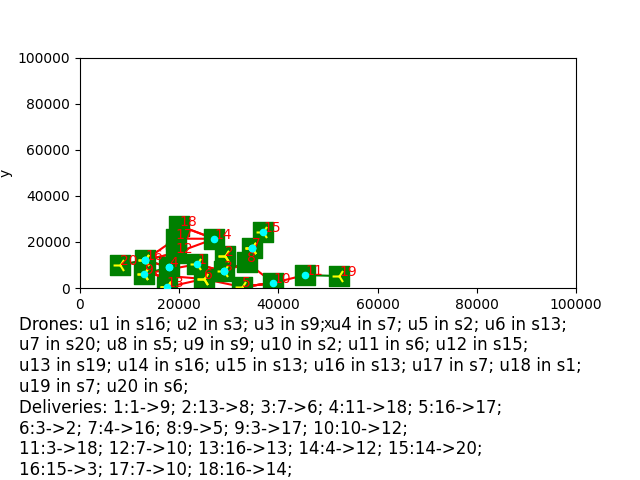 100000
80000
60000
40000
20000
0
y
0 20000 40000 60000 80000 100000
x
18
14
15
12
19
Drones: u1 in s16; u2 in s3; u3 in s9; u4 in s7; u5 in s2; u6 in s13;
u7 in s20; u8 in s5; u9 in s9; u10 in s2; u11 in s6; u12 in s15;
u13 in s19; u14 in s16; u15 in s13; u16 in s13; u17 in s7; u18 in s1;
u19 in s7; u20 in s6;
Deliveries: 1:1->9; 2:13->8; 3:7->6; 4:11->18; 5:16->17;
6:3->2; 7:4->16; 8:9->5; 9:3->17; 10:10->12;
11:3->18; 12:7->10; 13:16->13; 14:4->12; 15:14->20;
16:15->3; 17:7->10; 18:16->14;